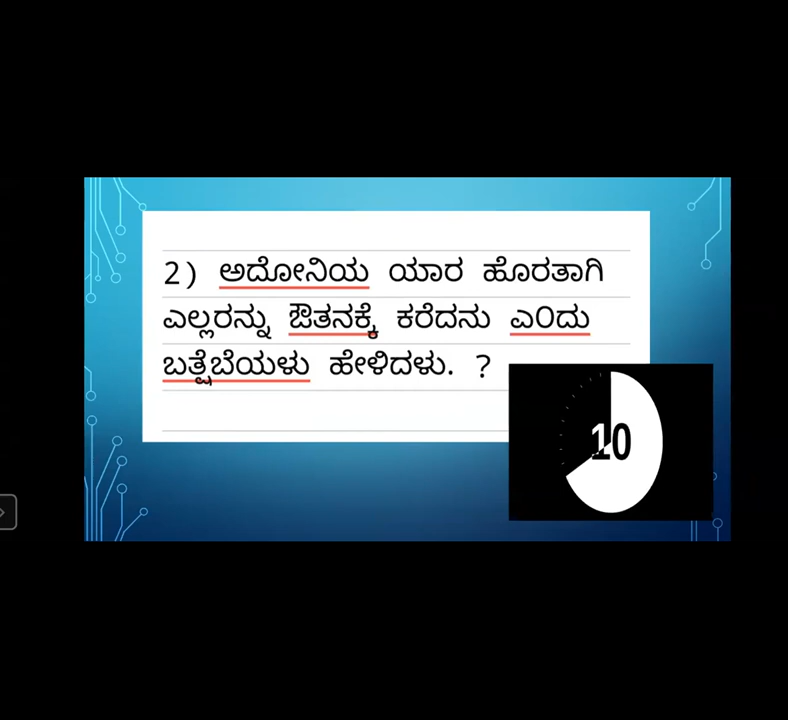 2) ಅದೋನಿಯ ಯಾರ ಹೊರತಾಗಿ
ಎಲ್ಲರನ್ನು ಔತನಕ್ಕೆ ಕರೆದನು ಎ೦ದು
ಬತ್ಷೆಬೆಯಳು ಹೇಳಿದಳು. ?
10